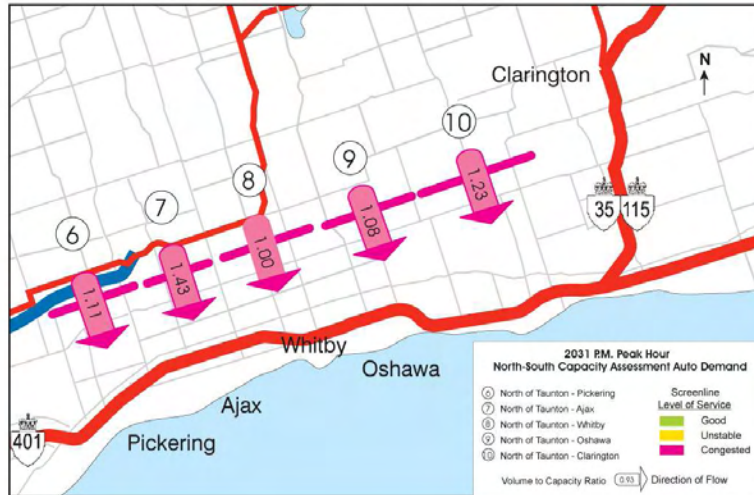 Clarington
N
10
9
8
7
6
35
115
1.23
1.08
1.00
1.43
1.11
Whitby
Oshawa
Ajax
Pickering
401
2031 P.M. Peak Hour
North-South Capacity Assessment Auto Demand
6 North of Taunton - Pickering
7 North of Taunton - Ajax
8 North of Taunton - Whitby
9 North of Taunton - Oshawa
10 North of Taunton - Clarington
Screenline
Level of Service
Good
Unstable
Congested
Volume to Capacity Ratio 0.93 Direction of Flow